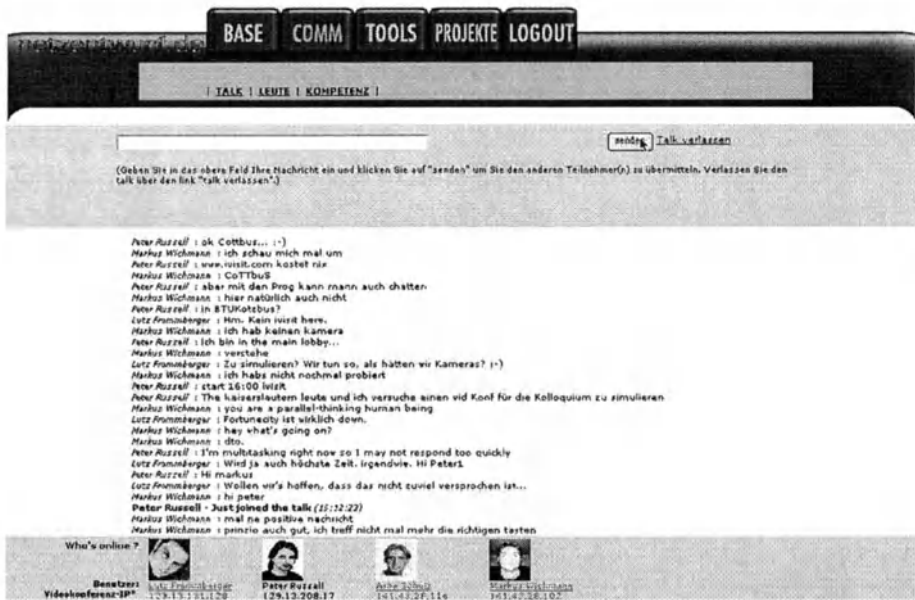 BASE COMM TOOLS PROJEKTE LOGOUT
| TALK | LEUTE | KOMPETENZ |
senden Talk verlassen
(Geben Sie in das obere Feld Ihre Nachricht ein und klicken Sie auf "senden" um Sie den anderen Teilnehmer(n) zu übermitteln. Verlassen Sie den
talk über den link "talk verlassen".)
Peter Russell : ok Cottbus... :-)
Markus Wichmann : ich schau mich mal um
Peter Russell : www.ivisit.com kostet nix
Markus Wichmann : CoTTbuS
Peter Russell : aber mit den Prog kann mann auch chatten
Markus Wichmann : hier natürlich auch nicht
Peter Russell : in BTUKotzbus?
Lutz Frommberger : Hm. Kein ivisit here.
Markus Wichmann : ich hab keinen kamera
Peter Russell : Ich bin in the main lobby...
Markus Wichmann : verstehe
Lutz Frommberger : Zu simulieren? Wir tun so, als hätten wir Kameras? ;-)
Markus Wichmann : ich habs nicht nochmal probiert
Peter Russell : start 16:00 ivisit
Peter Russell : The kaiserslautern leute und ich versuche einen vid Konf für die Kolloquium zu simulieren
Markus Wichmann : you are a parallel-thinking human being
Lutz Frommberger : Fortunecity ist wirklich down.
Markus Wichmann : hey what's going on?
Markus Wichmann : dto.
Peter Russell : I'm multitasking right now so I may not respond too quickly
Lutz Frommberger : Wird ja auch höchste Zeit, irgendwie. Hi Peter1
Peter Russell : Hi markus
Lutz Frommberger : Wollen wir's hoffen, dass das nicht zuviel versprochen ist...
Markus Wichmann : hi peter
Peter Russell - Just joined the talk (15:12:22)
Markus Wichmann : mal ne positive nachricht
Markus Wichmann : prinzip auch gut, ich treff nicht mal mehr die richtigen tasten
Who's online ?
Benutzer: Lutz Frommberger Peter Russell Markus Wichmann
Videokonferenz-IP* 129.13.208.17